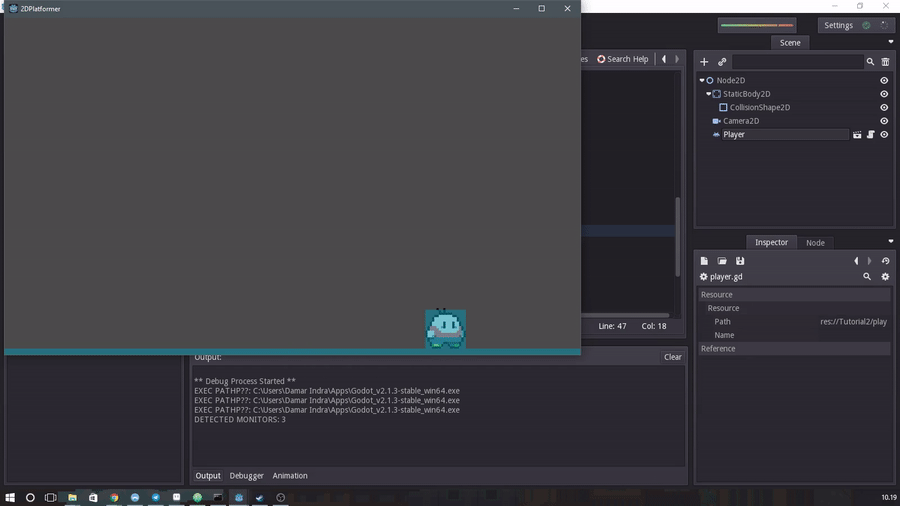 2DPlatformer
Settings
Scene
es
Search Help
Node2D
StaticBody2D
CollisionShape2D
Camera2D
Player
Inspector
Node
player.gd
Resource
Resource
Path
res://Tutorial2/play
Name
Reference
Line: 47
Col: 18
Output:
Clear
** Debug Process Started **
EXEC PATHP??: C:\Users\Damar Indra\Apps\Godot_v2.1.3-stable_win64.exe
EXEC PATHP??: C:\Users\Damar Indra\Apps\Godot_v2.1.3-stable_win64.exe
EXEC PATHP??: C:\Users\Damar Indra\Apps\Godot_v2.1.3-stable_win64.exe
DETECTED MONITORS: 3
Output
Debugger
Animation
10.19